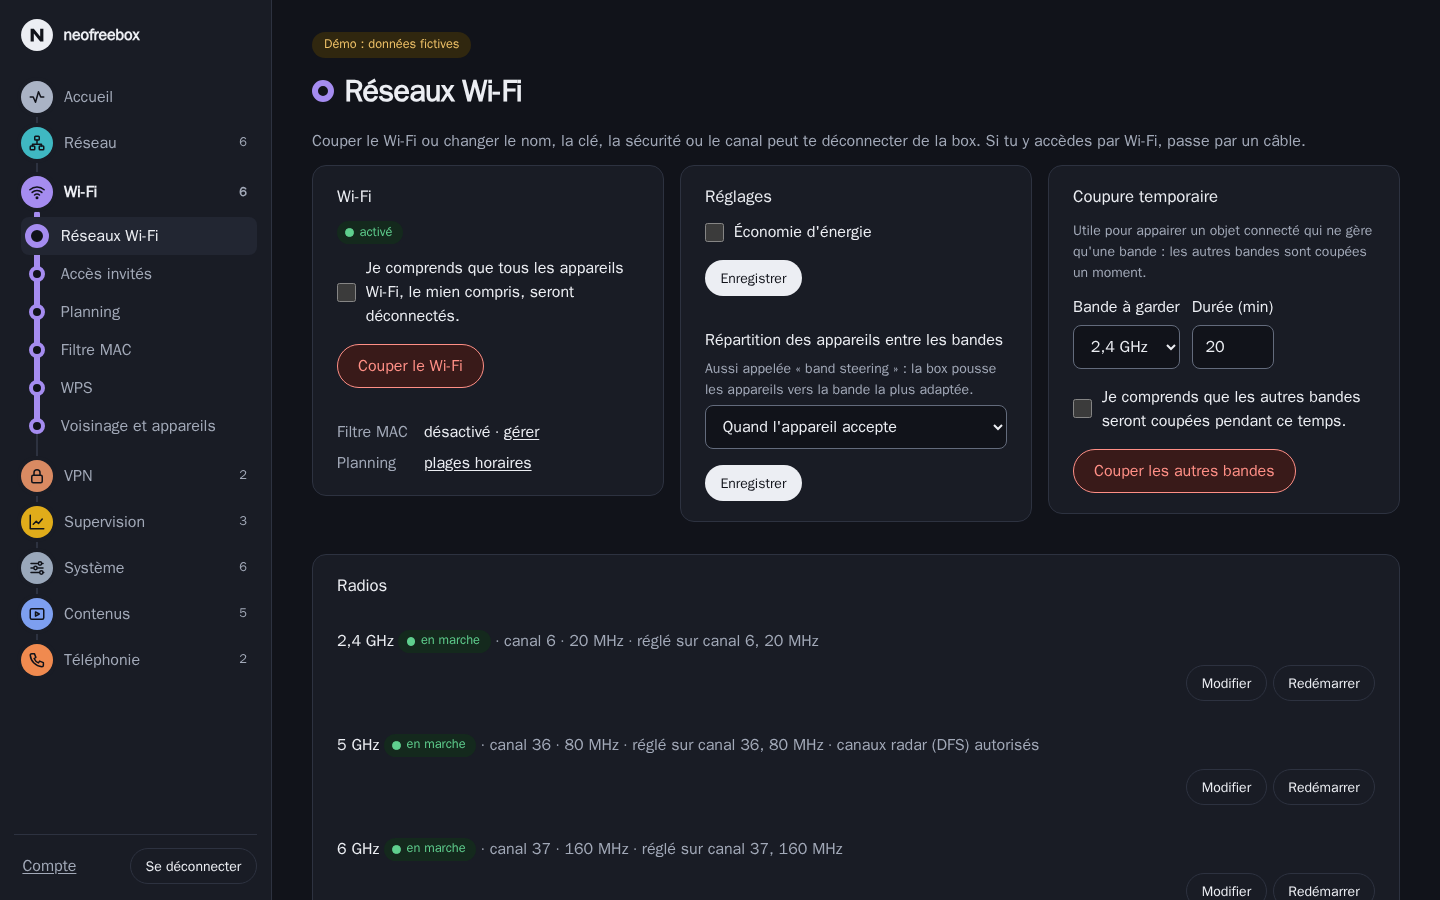 N neofreebox
Accueil
Réseau 6
Wi-Fi 6
Réseaux Wi-Fi
Accès invités
Planning
Filtre MAC
WPS
Voisinage et appareils
VPN 2
Supervision 3
Système 6
Contenus 5
Téléphonie 2
Compte
Se déconnecter
Démo : données fictives
Réseaux Wi-Fi
Couper le Wi-Fi ou changer le nom, la clé, la sécurité ou le canal peut te déconnecter de la box. Si tu y accèdes par Wi-Fi, passe par un câble.
Wi-Fi
activé
Je comprends que tous les appareils
Wi-Fi, le mien compris, seront
déconnectés.
Couper le Wi-Fi
Filtre MAC désactivé · gérer
Planning plages horaires
Réglages
Économie d'énergie
Enregistrer
Répartition des appareils entre les bandes
Aussi appelée « band steering » : la box pousse
les appareils vers la bande la plus adaptée.
Quand l'appareil accepte
Enregistrer
Coupure temporaire
Utile pour appairer un objet connecté qui ne gère
qu'une bande : les autres bandes sont coupées
un moment.
Bande à garder Durée (min)
2,4 GHz 20
Je comprends que les autres bandes
seront coupées pendant ce temps.
Couper les autres bandes
Radios
2,4 GHz en marche · canal 6 · 20 MHz · réglé sur canal 6, 20 MHz
Modifier Redémarrer
5 GHz en marche · canal 36 · 80 MHz · réglé sur canal 36, 80 MHz · canaux radar (DFS) autorisés
Modifier Redémarrer
6 GHz en marche · canal 37 · 160 MHz · réglé sur canal 37, 160 MHz
Modifier Redémarrer